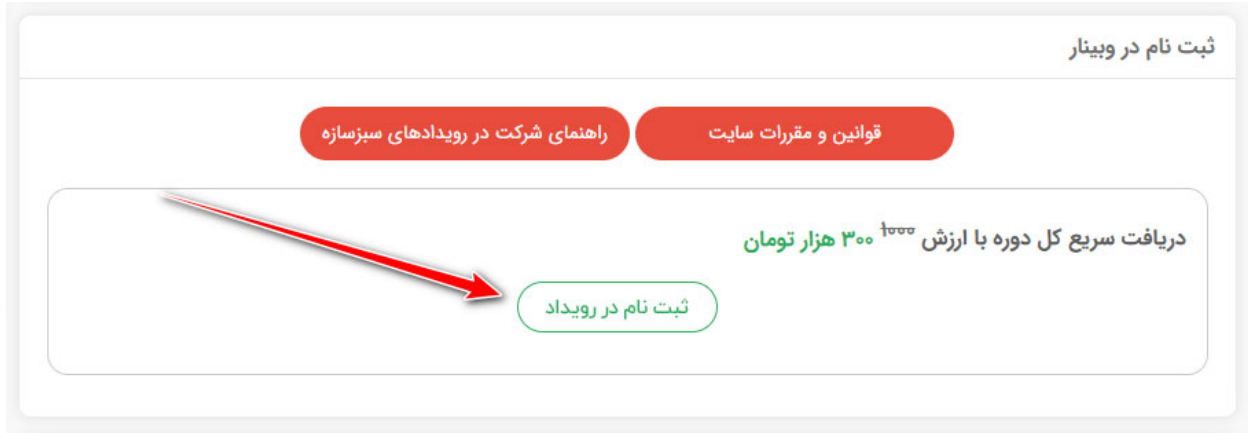 ثبت نام در وبینار
قوانین و مقررات سایت
راهنمای شرکت در رویدادهای سبزسازه
دریافت سریع کل دوره با ارزش ۱۰۰۰ ۳۰۰ هزار تومان
ثبت نام در رویداد